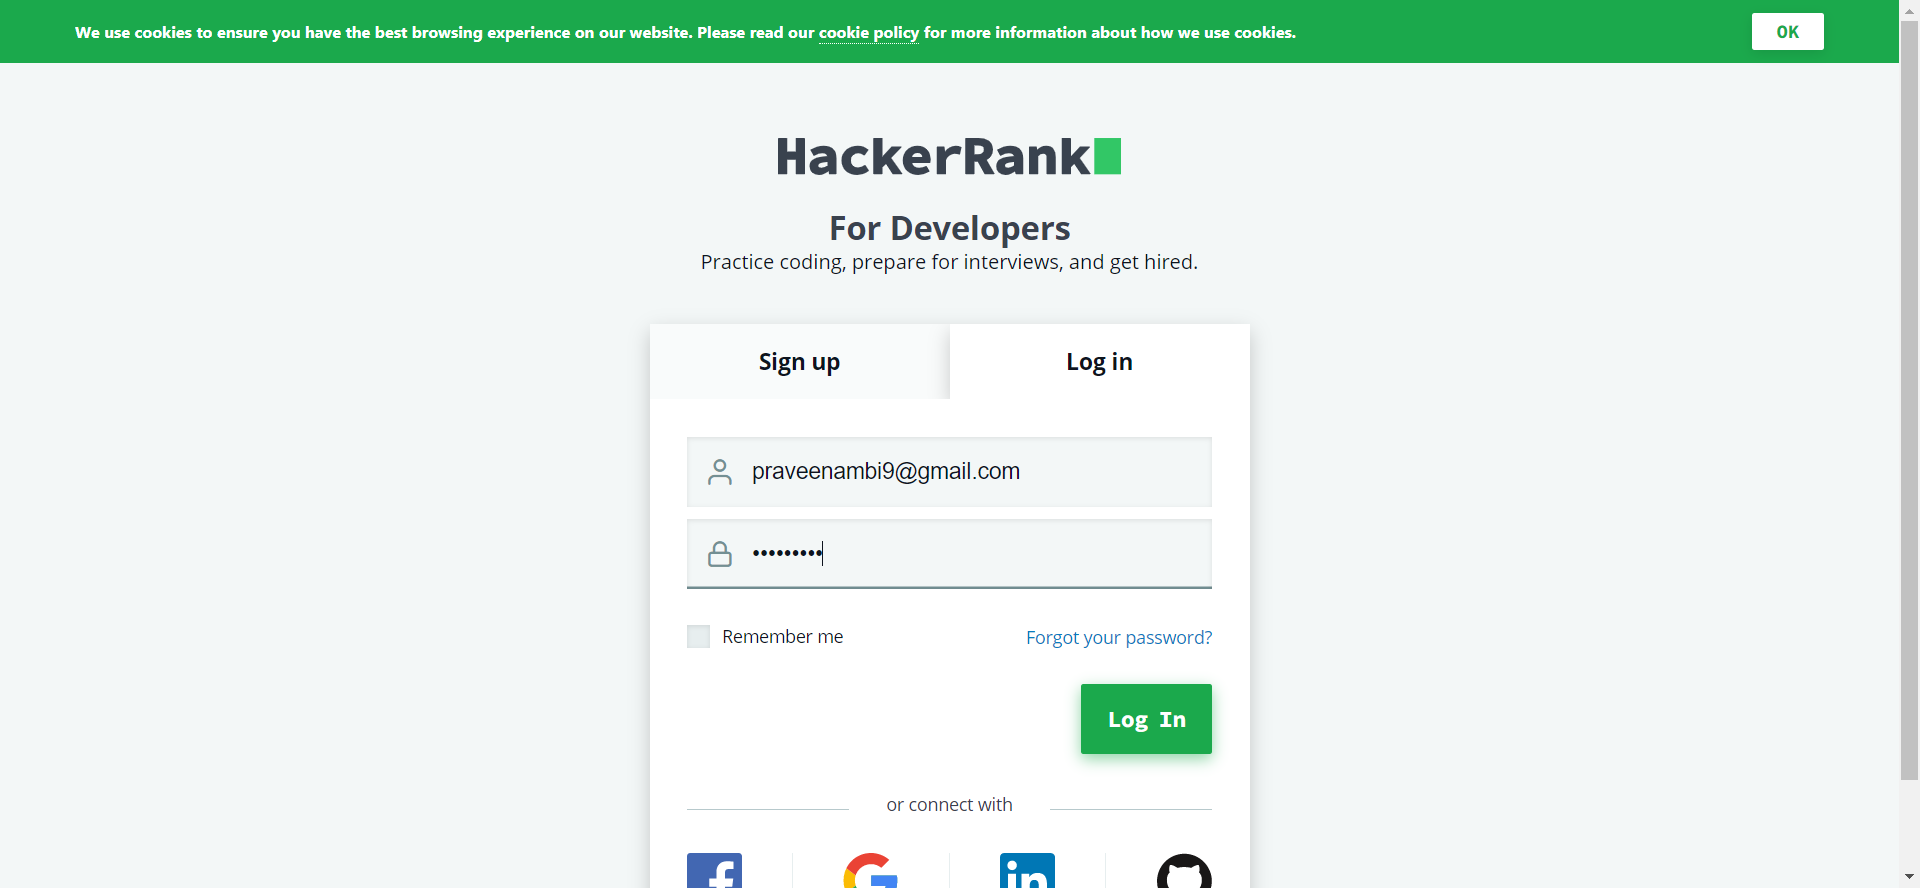 We use cookies to ensure you have the best browsing experience on our website. Please read our cookie policy for more information about how we use cookies.
OK
HackerRank
For Developers
Practice coding, prepare for interviews, and get hired.
Sign up
Log in
praveenambi9@gmail.com
•••••••••
Remember me
Forgot your password?
Log In
or connect with